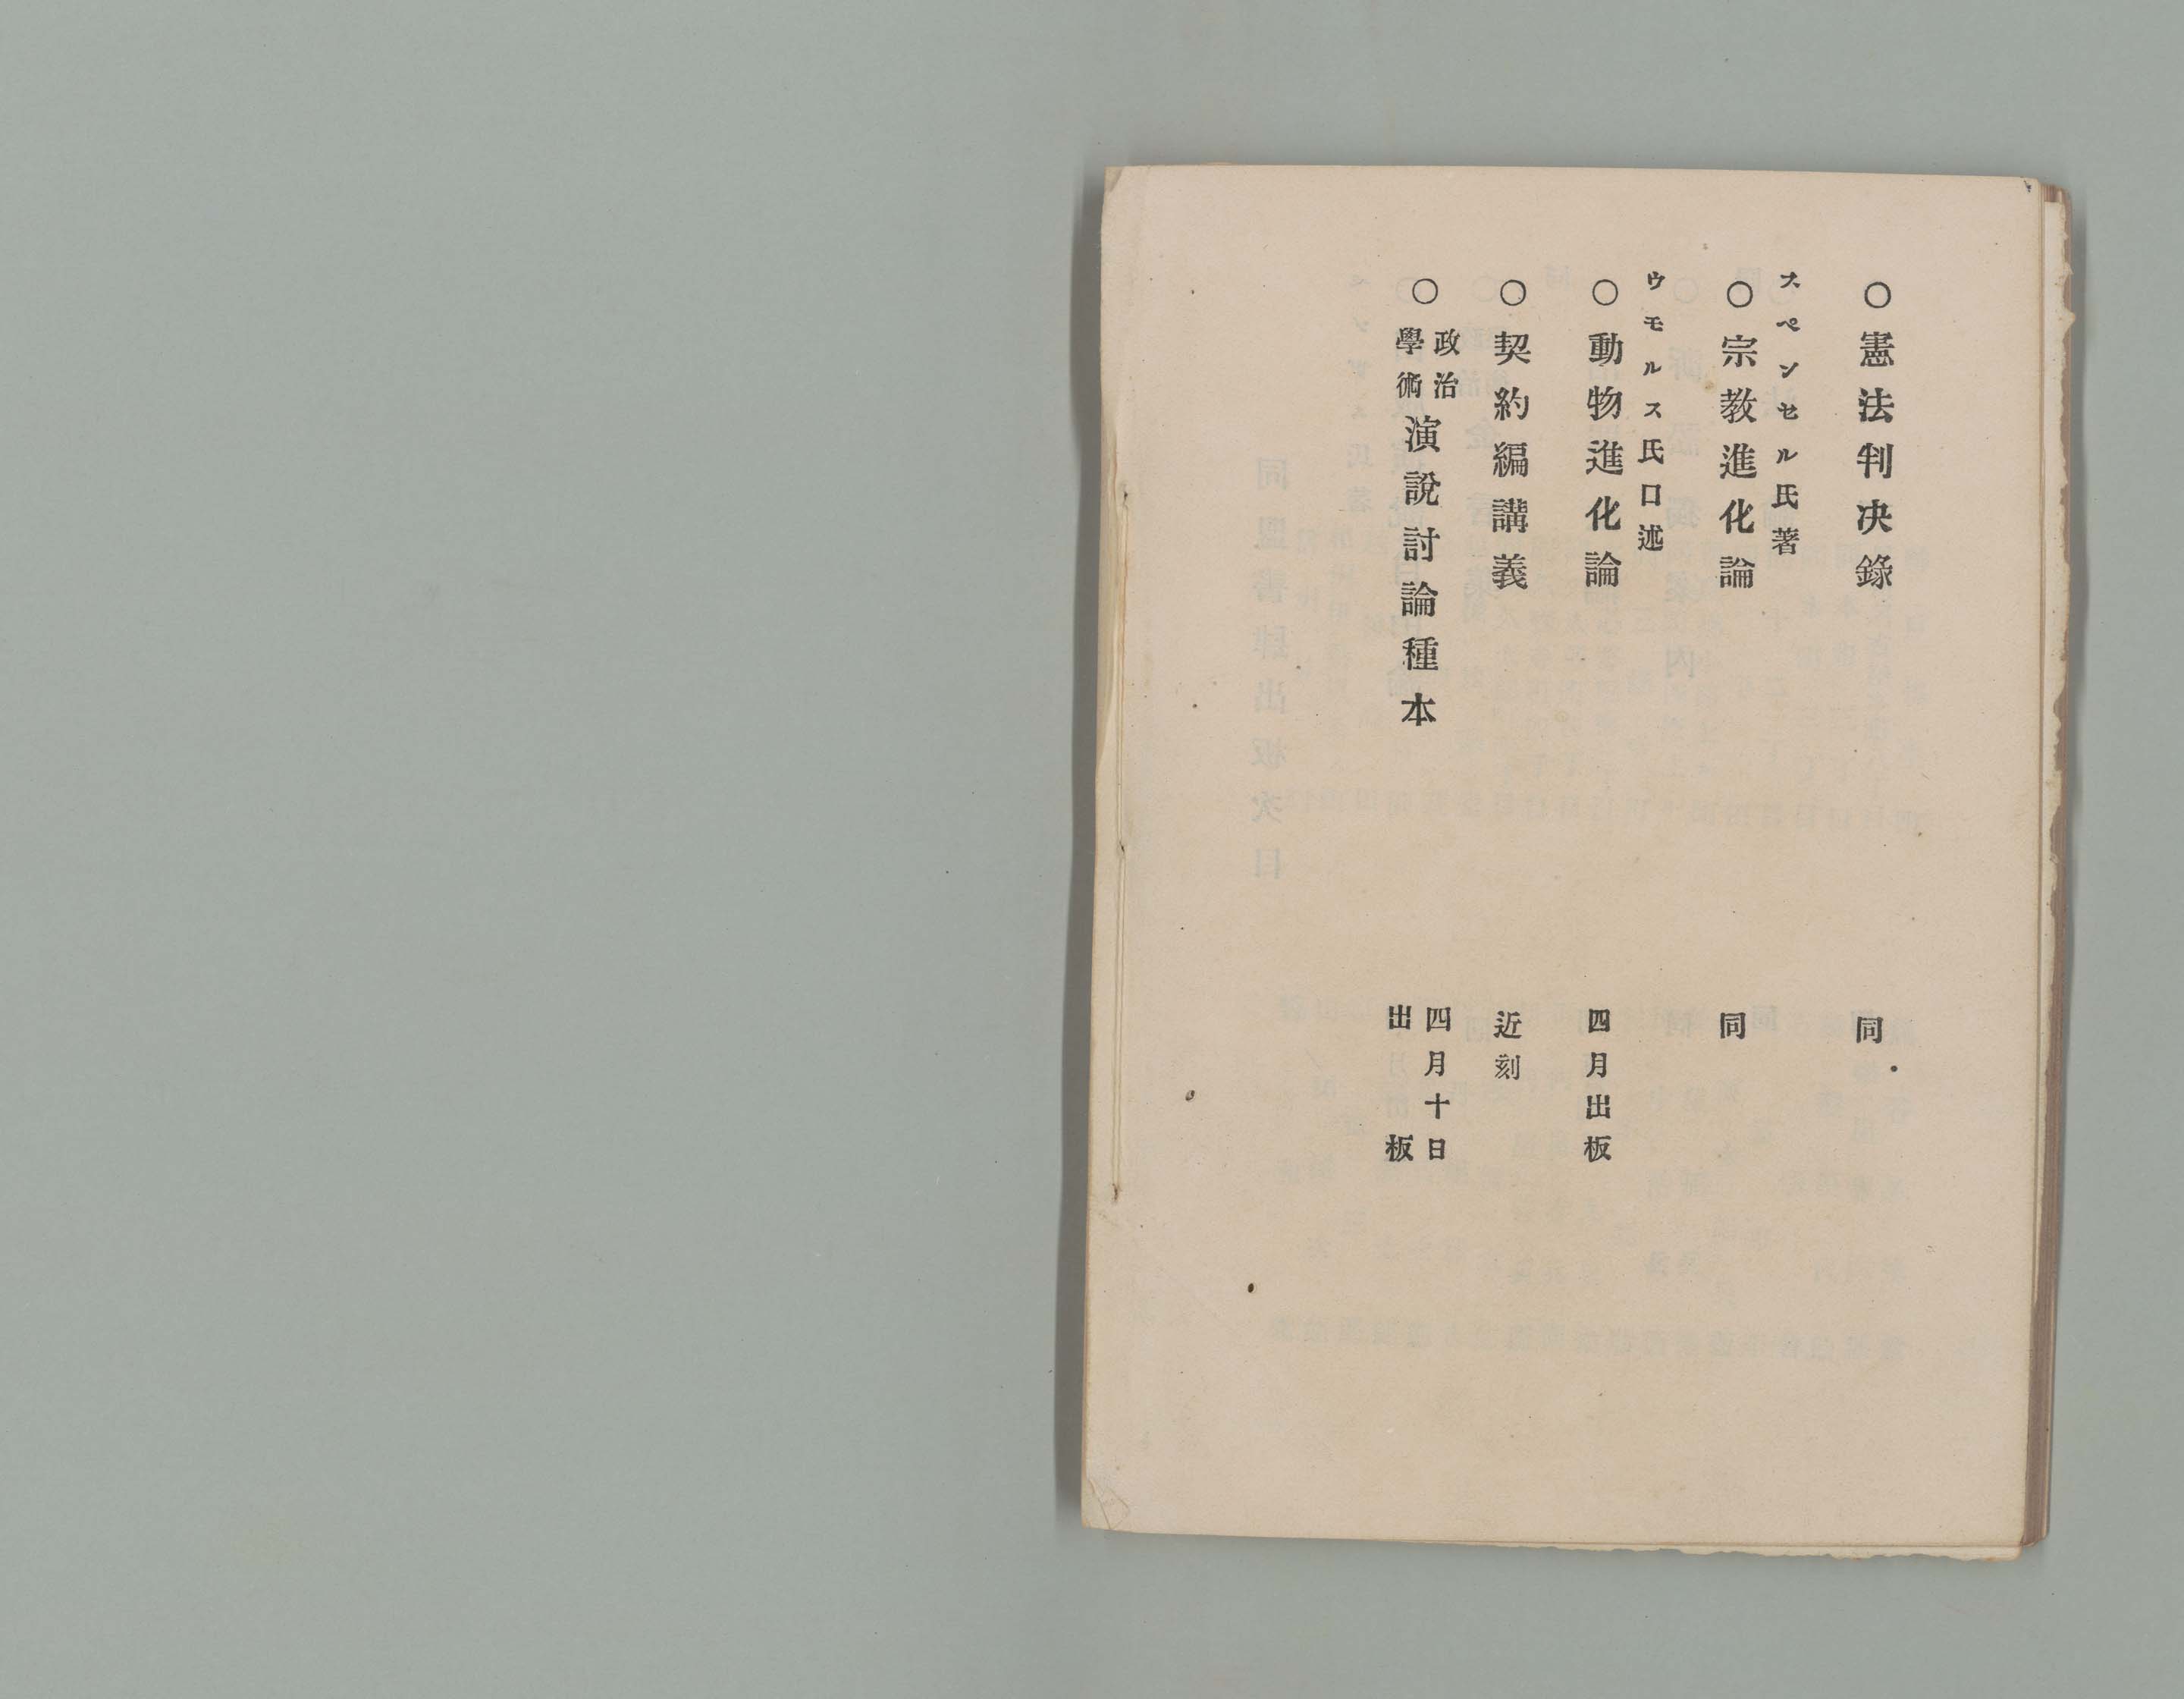 ○憲法判决錄　同
スペンセル氏著
○宗教進化論　同
ウモルス氏口述
○動物進化論　四月出板
○契約編講義　近刻
○政治學術演說討論種本　四月十日出板